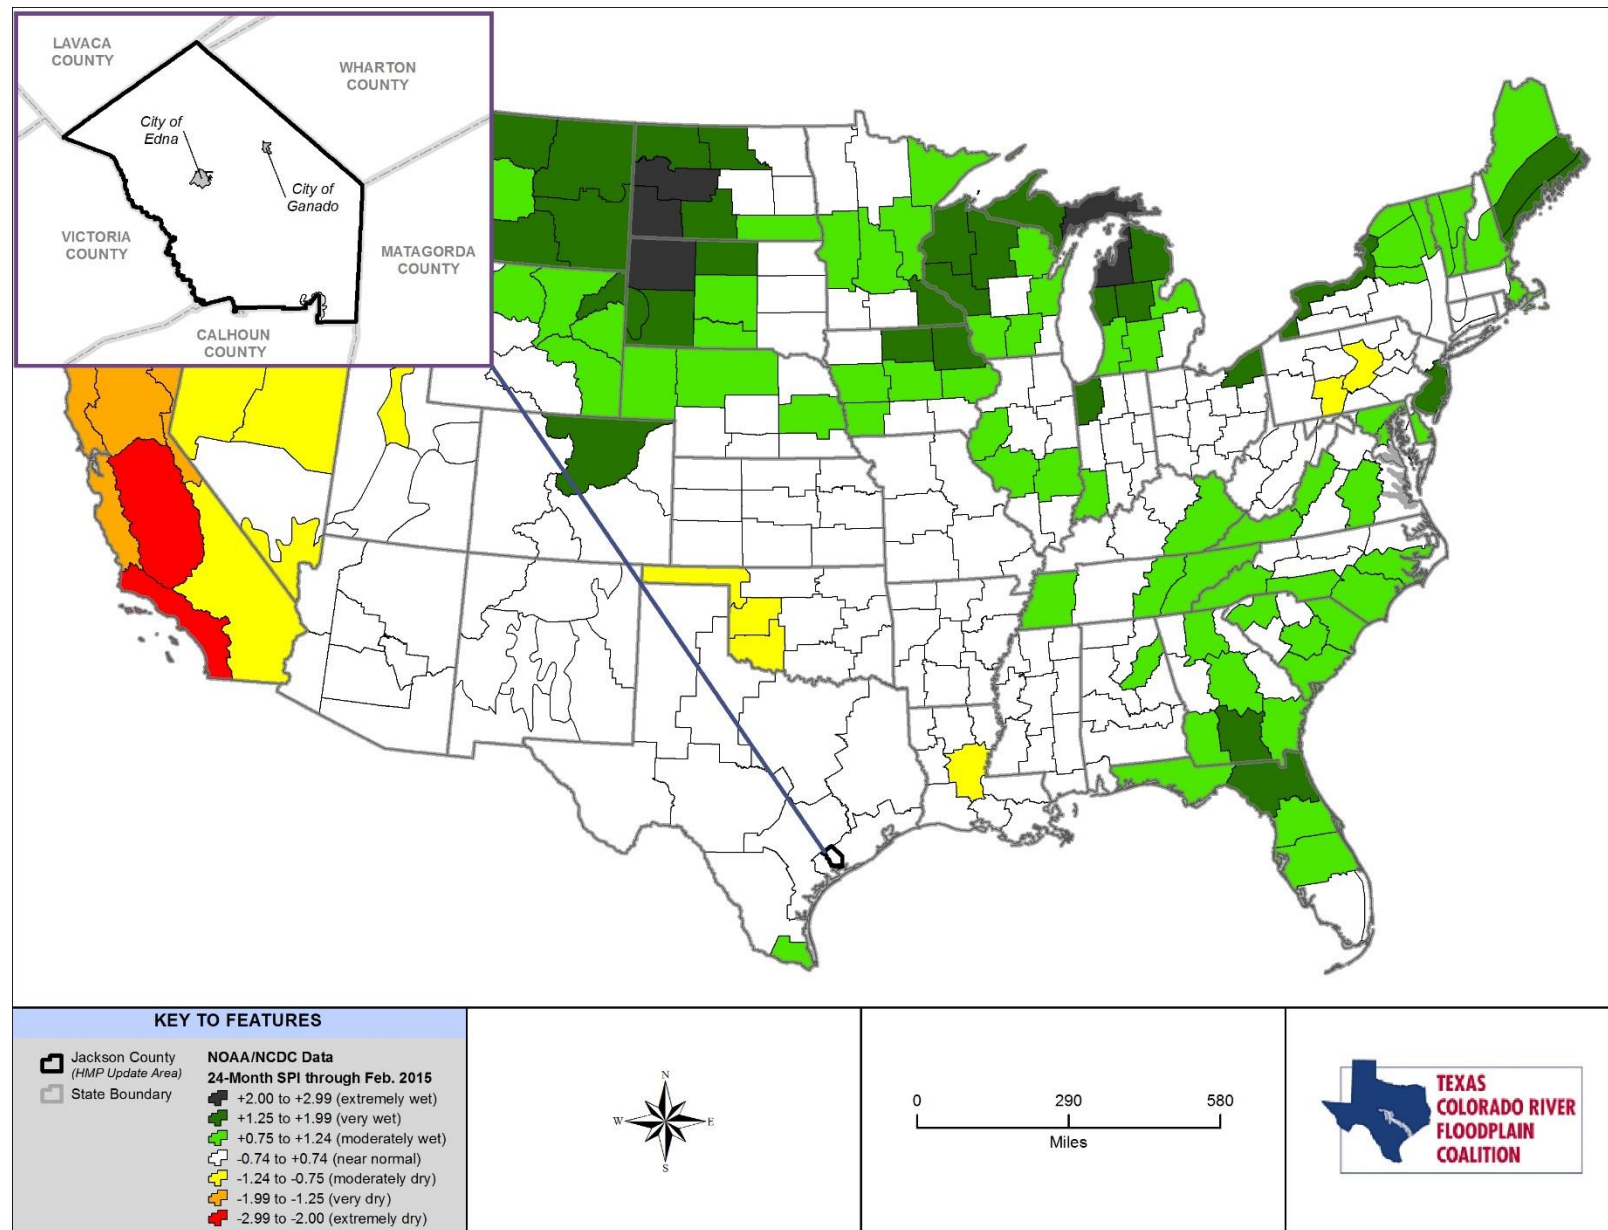 LAVACA
COUNTY
WHARTON
COUNTY
City of
Edna
City of
Ganado
VICTORIA
COUNTY
MATAGORDA
COUNTY
CALHOUN
COUNTY
KEY TO FEATURES
Jackson County
(HMP Update Area)
State Boundary
NOAA/NCDC Data
24-Month SPI through Feb. 2015
+2.00 to +2.99 (extremely wet)
+1.25 to +1.99 (very wet)
+0.75 to +1.24 (moderately wet)
-0.74 to +0.74 (near normal)
-1.24 to -0.75 (moderately dry)
-1.99 to -1.25 (very dry)
-2.99 to -2.00 (extremely dry)
N
W E
S
0 290 580
Miles
TEXAS
COLORADO RIVER
FLOODPLAIN
COALITION